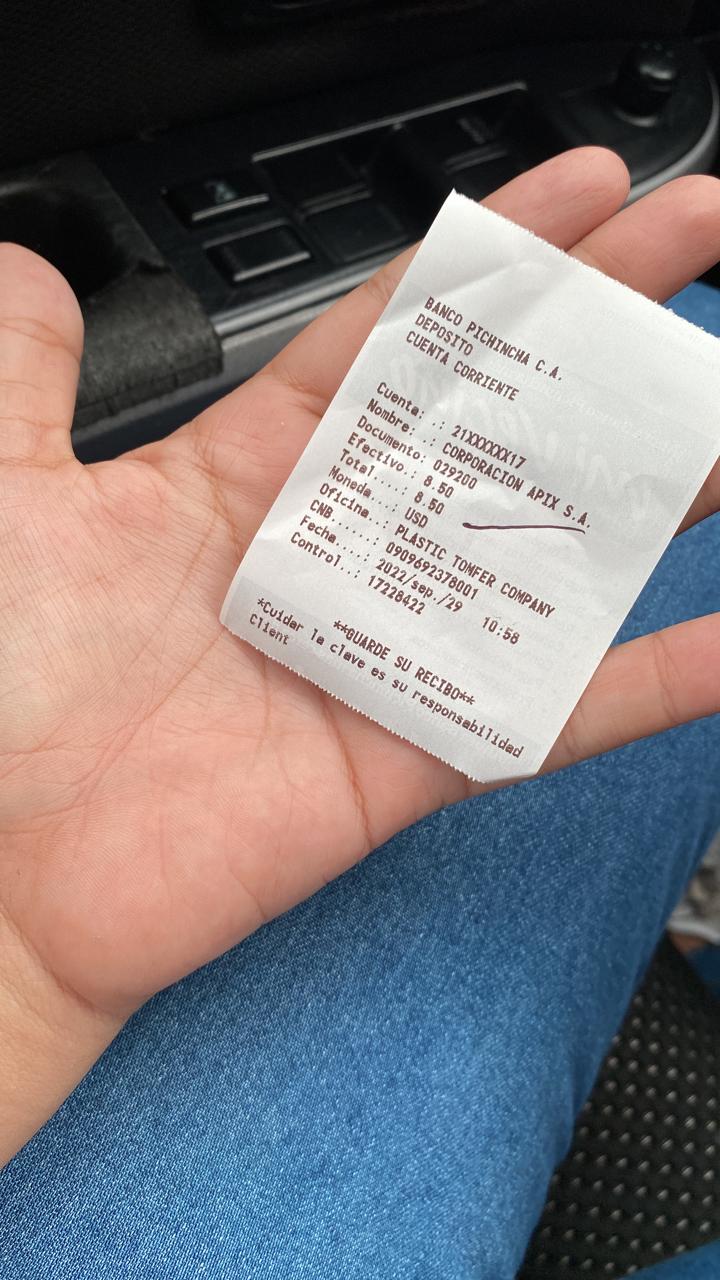 BANCO PICHINCHA C.A.
DEPOSITO
CUENTA CORRIENTE
Cuenta: .: 21XXXXXX17
Nombre: .: CORPORACION APIX S.A.
Documento: 029200
Efectivo.: 8.50
Total....: 8.50
Moneda...: USD
Oficina..: PLASTIC TOMFER COMPANY
CNB......: 0909692378001
Fecha....: 2022/sep./29 10:58
Control..: 17228422
**GUARDE SU RECIBO**
*Cuidar la clave es su responsabilidad
Client